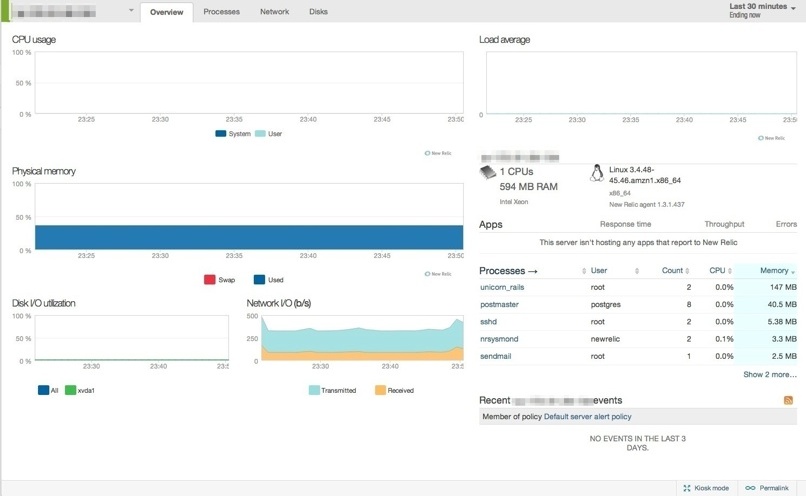 Overview Processes Network Disks
Last 30 minutes
Ending now
CPU usage
100 %
50 %
0 %
23:25 23:30 23:35 23:40 23:45 23:50
System User
New Relic
Load average
0
23:25 23:30 23:35 23:40 23:45 23:50
New Relic
Physical memory
100 %
50 %
0 %
23:25 23:30 23:35 23:40 23:45 23:50
Swap Used
New Relic
1 CPUs
594 MB RAM
Intel Xeon
Linux 3.4.48-
45.46.amzn1.x86_64
x86_64
New Relic agent 1.3.1.437
Apps Response time Throughput Errors
This server isn't hosting any apps that report to New Relic
Processes → User Count CPU Memory
unicorn_rails root 2 0.0% 147 MB
postmaster postgres 8 0.0% 40.5 MB
sshd root 2 0.0% 5.38 MB
nrsysmond newrelic 2 0.1% 3.3 MB
sendmail root 1 0.0% 2.5 MB
Show 2 more...
Disk I/O utilization
100 %
50 %
0 %
23:30 23:40
All xvda1
Network I/O (b/s)
500
250
0
23:30 23:40
Transmitted Received
Recent events
Member of policy Default server alert policy
NO EVENTS IN THE LAST 3
DAYS.
Kiosk mode Permalink